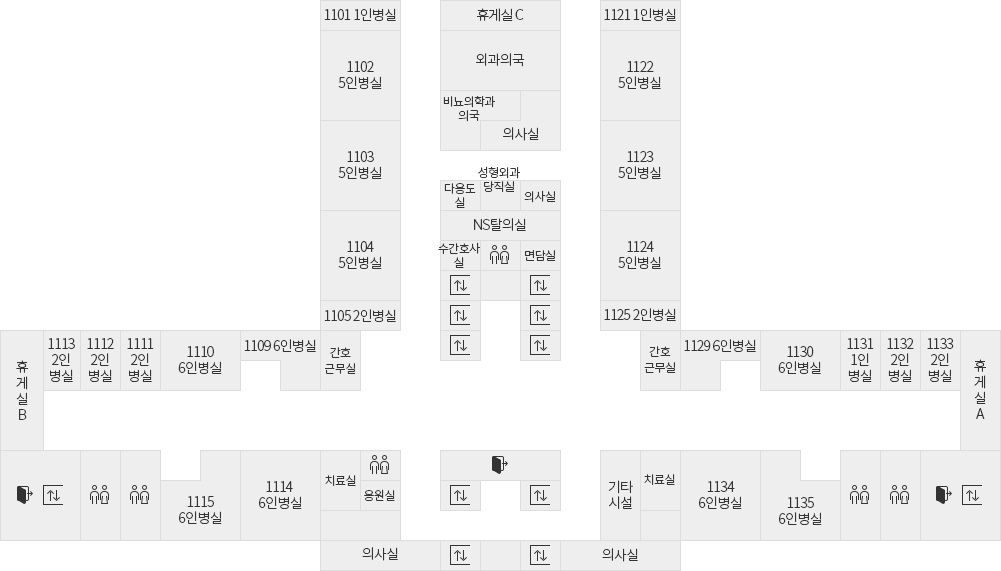 1101 1인병실
휴게실 C
1121 1인병실
1102
5인병실
외과의국
1122
5인병실
비뇨의학과
의국
의사실
1103
5인병실
1123
5인병실
성형외과
당직실
다용도
실
의사실
NS탈의실
1104
5인병실
수간호사
실
면담실
1124
5인병실
1105 2인병실
1125 2인병실
휴
게
실
B
1113
2인
병실
1112
2인
병실
1111
2인
병실
1110
6인병실
1109 6인병실
간호
근무실
간호
근무실
1129 6인병실
1130
6인병실
1131
1인
병실
1132
2인
병실
1133
2인
병실
휴
게
실
A
1115
6인병실
1114
6인병실
치료실
용원실
기타
시설
치료실
1134
6인병실
1135
6인병실
의사실
의사실